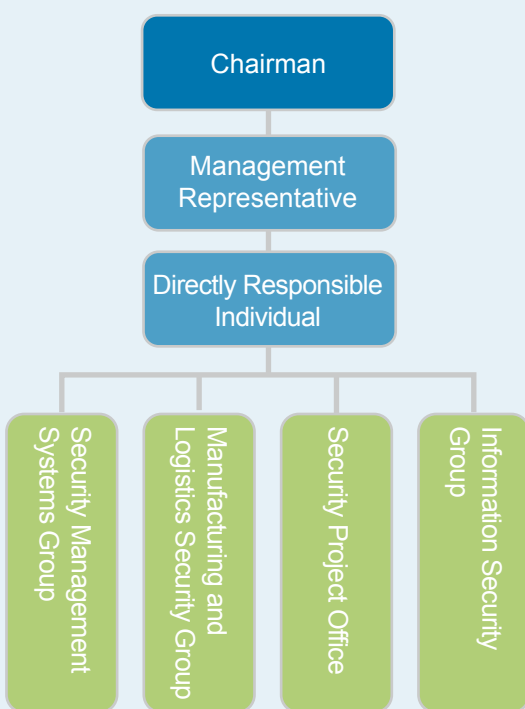 Chairman
Management
Representative
Directly Responsible
Individual
Security Management
Systems Group
Manufacturing and
Logistics Security Group
Security Project Office
Information Security
Group